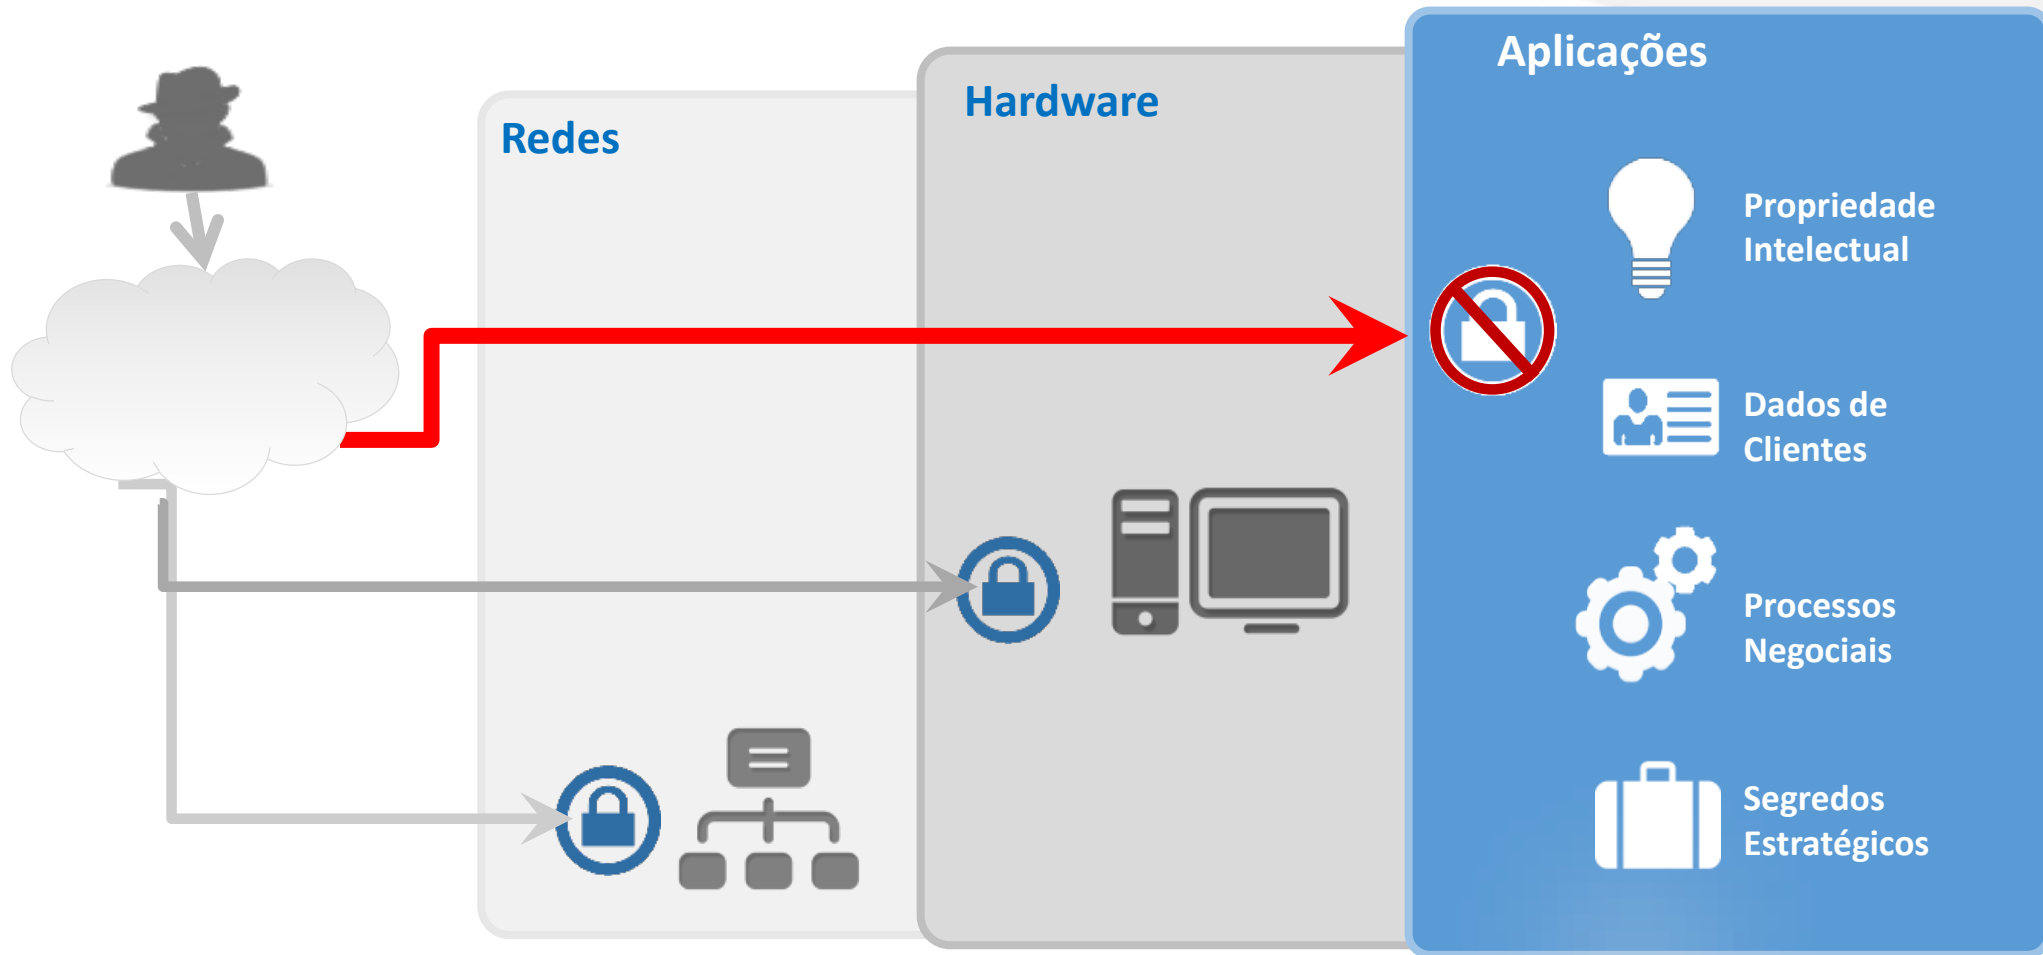 Redes
Hardware
Aplicações
Propriedade
Intelectual
Dados de
Clientes
Processos
Negociais
Segredos
Estratégicos